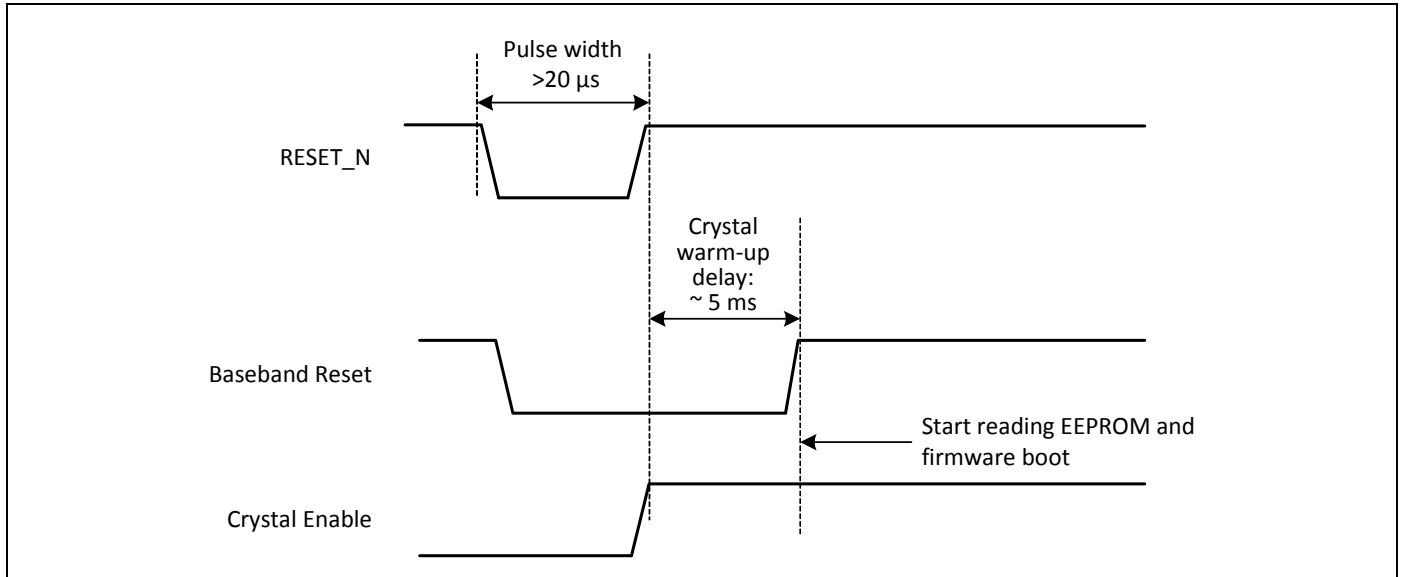 Pulse width
>20 µs
RESET_N
Crystal
warm-up
delay:
~ 5 ms
Baseband Reset
Start reading EEPROM and
firmware boot
Crystal Enable